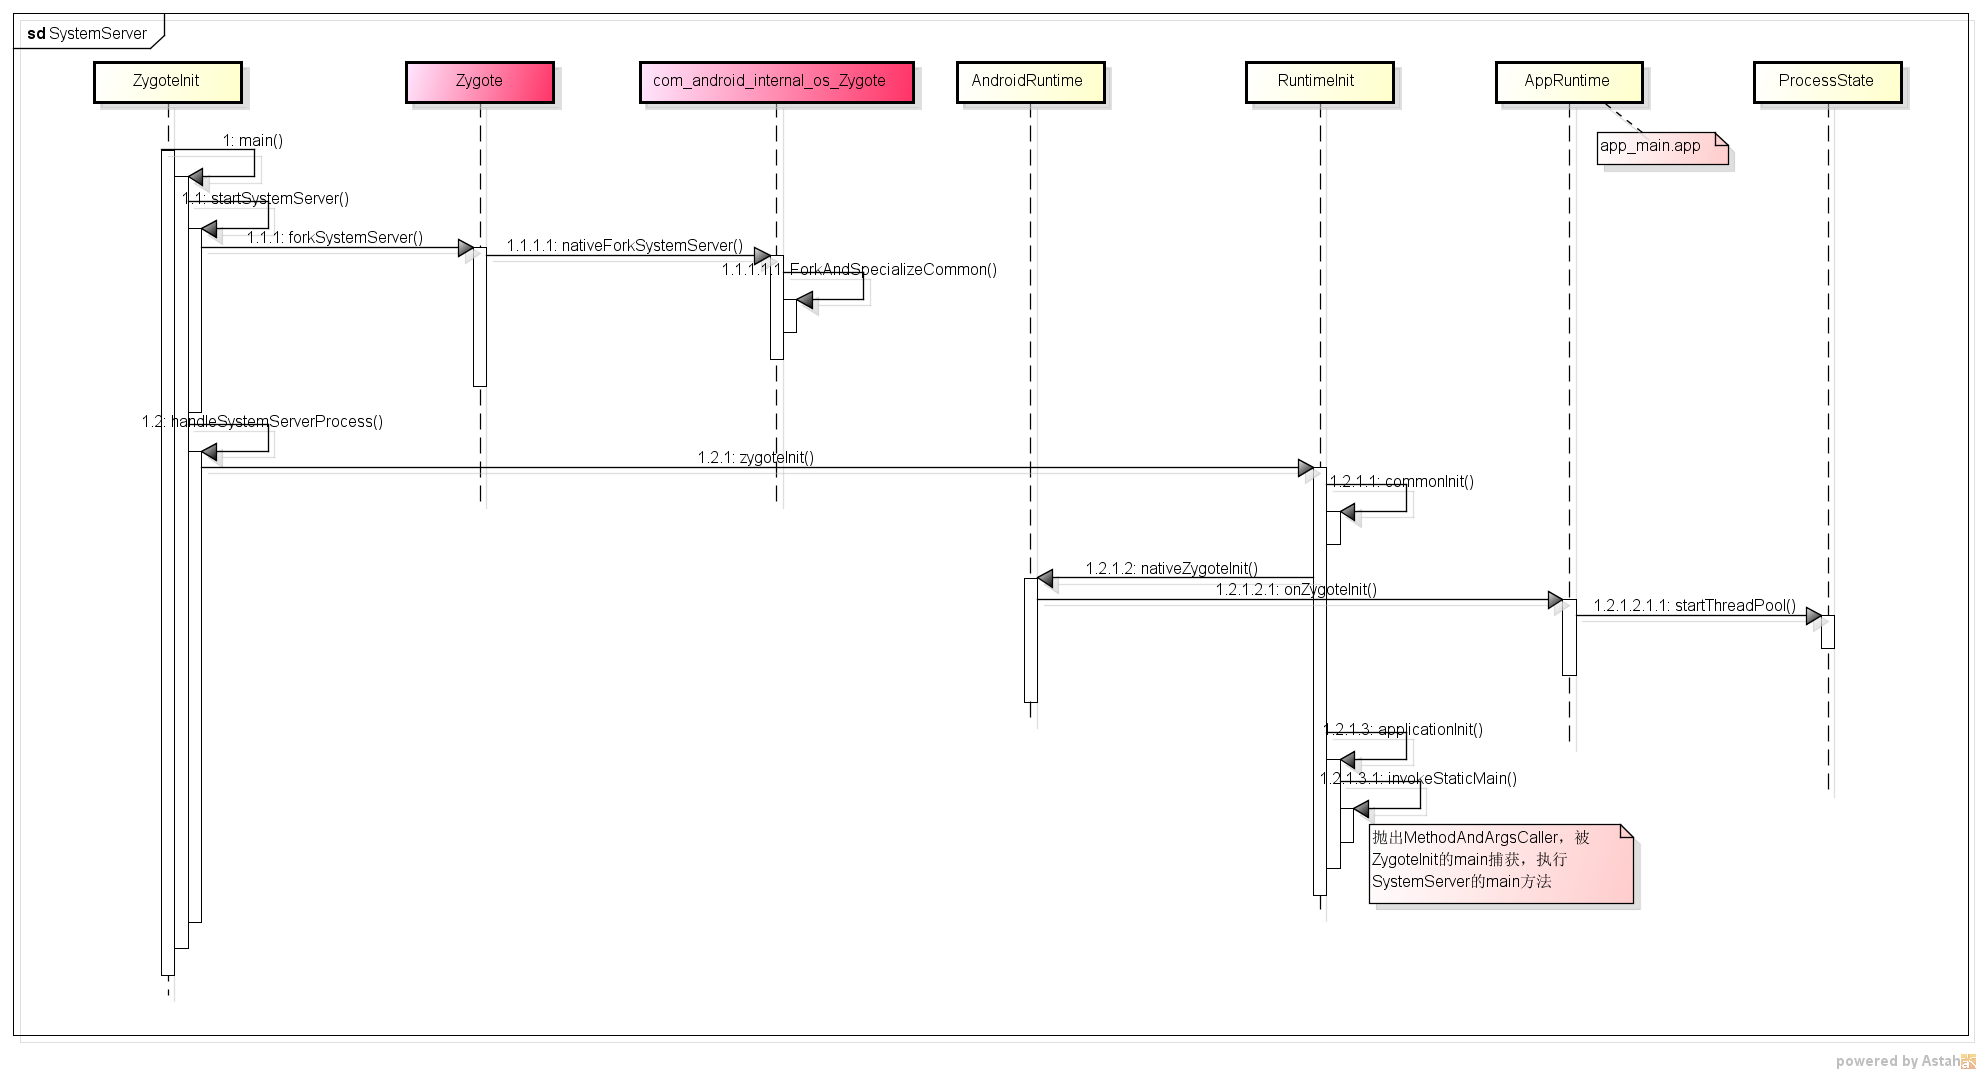 sd SystemServer
ZygoteInit
Zygote
com_android_internal_os_Zygote
AndroidRuntime
RuntimeInit
AppRuntime
ProcessState
1: main()
app_main.app
1.1: startSystemServer()
1.1.1: forkSystemServer()
1.1.1.1: nativeForkSystemServer()
1.1.1.1.1: ForkAndSpecializeCommon()
1.2: handleSystemServerProcess()
1.2.1: zygoteInit()
1.2.1.1: commonInit()
1.2.1.2: nativeZygoteInit()
1.2.1.2.1: onZygoteInit()
1.2.1.2.1.1: startThreadPool()
1.2.1.3: applicationInit()
1.2.1.3.1: invokeStaticMain()
抛出MethodAndArgsCaller，被
ZygoteInit的main捕获，执行
SystemServer的main方法
powered by Astah